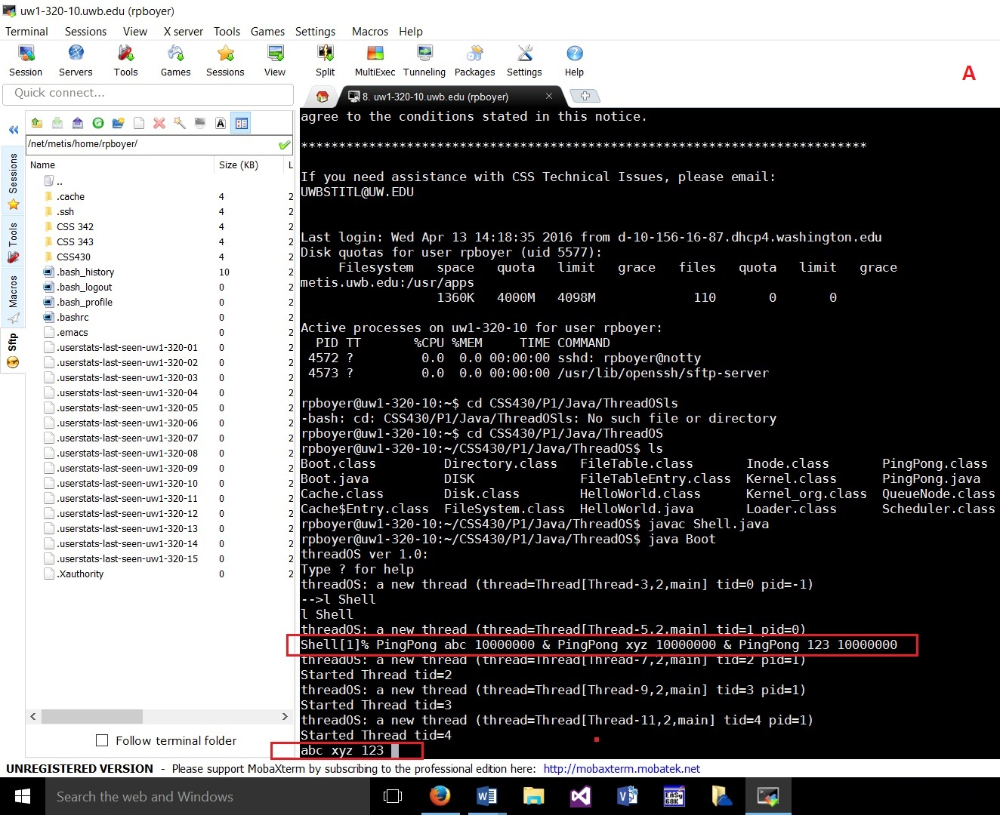 uw1-320-10.uwb.edu (rpboyer)
Terminal Sessions View X server Tools Games Settings Macros Help
Session Servers Tools Games Sessions View Split MultiExec Tunneling Packages Settings Help
A
Quick connect...
8. uw1-320-10.uwb.edu (rpboyer)
/net/metis/home/rpboyer/
Name Size (KB) L
..
.cache 4 2
.ssh 4 2
CSS 342 4 2
CSS 343 4 2
CSS430 4 2
.bash_history 10 2
.bash_logout 0 2
.bash_profile 0 2
.bashrc 0 2
.emacs 0 2
.userstats-last-seen-uw1-320-01 0 2
.userstats-last-seen-uw1-320-02 0 2
.userstats-last-seen-uw1-320-03 0 2
.userstats-last-seen-uw1-320-04 0 2
.userstats-last-seen-uw1-320-05 0 2
.userstats-last-seen-uw1-320-06 0 2
.userstats-last-seen-uw1-320-07 0 2
.userstats-last-seen-uw1-320-08 0 2
.userstats-last-seen-uw1-320-09 0 2
.userstats-last-seen-uw1-320-10 0 2
.userstats-last-seen-uw1-320-11 0 2
.userstats-last-seen-uw1-320-12 0 2
.userstats-last-seen-uw1-320-13 0 2
.userstats-last-seen-uw1-320-14 0 2
.userstats-last-seen-uw1-320-15 0 2
.Xauthority 0 2
Follow terminal folder
Sessions
Tools
Macros
Sftp
agree to the conditions stated in this notice.
***************************************************************************
If you need assistance with CSS Technical Issues, please email:
UWBSTITL@UW.EDU
Last login: Wed Apr 13 14:18:35 2016 from d-10-156-16-87.dhcp4.washington.edu
Disk quotas for user rpboyer (uid 5577):
Filesystem space quota limit grace files quota limit grace
metis.uwb.edu:/usr/apps
1360K 4000M 4098M 110 0 0
Active processes on uw1-320-10 for user rpboyer:
PID TT %CPU %MEM TIME COMMAND
4572 ? 0.0 0.0 00:00:00 sshd: rpboyer@notty
4573 ? 0.0 0.0 00:00:00 /usr/lib/openssh/sftp-server
rpboyer@uw1-320-10:~$ cd CSS430/P1/Java/ThreadOSls
-bash: cd: CSS430/P1/Java/ThreadOSls: No such file or directory
rpboyer@uw1-320-10:~$ cd CSS430/P1/Java/ThreadOS
rpboyer@uw1-320-10:~/CSS430/P1/Java/ThreadOS$ ls
Boot.class Directory.class FileTable.class Inode.class PingPong.class
Boot.java DISK FileTableEntry.class Kernel.class PingPong.java
Cache.class Disk.class HelloWorld.class Kernel_org.class QueueNode.class
Cache$Entry.class FileSystem.class HelloWorld.java Loader.class Scheduler.class
rpboyer@uw1-320-10:~/CSS430/P1/Java/ThreadOS$ javac Shell.java
rpboyer@uw1-320-10:~/CSS430/P1/Java/ThreadOS$ java Boot
threadOS ver 1.0:
Type ? for help
threadOS: a new thread (thread=Thread[Thread-3,2,main] tid=0 pid=-1)
-->l Shell
l Shell
threadOS: a new thread (thread=Thread[Thread-5,2,main] tid=1 pid=0)
Shell[1]% PingPong abc 10000000 & PingPong xyz 10000000 & PingPong 123 10000000
threadOS: a new thread (thread=Thread[Thread-7,2,main] tid=2 pid=1)
Started Thread tid=2
threadOS: a new thread (thread=Thread[Thread-9,2,main] tid=3 pid=1)
Started Thread tid=3
threadOS: a new thread (thread=Thread[Thread-11,2,main] tid=4 pid=1)
Started Thread tid=4
abc xyz 123
UNREGISTERED VERSION - Please support MobaXterm by subscribing to the professional edition here: http://mobaxterm.mobatek.net
Search the web and Windows
EASy 68K